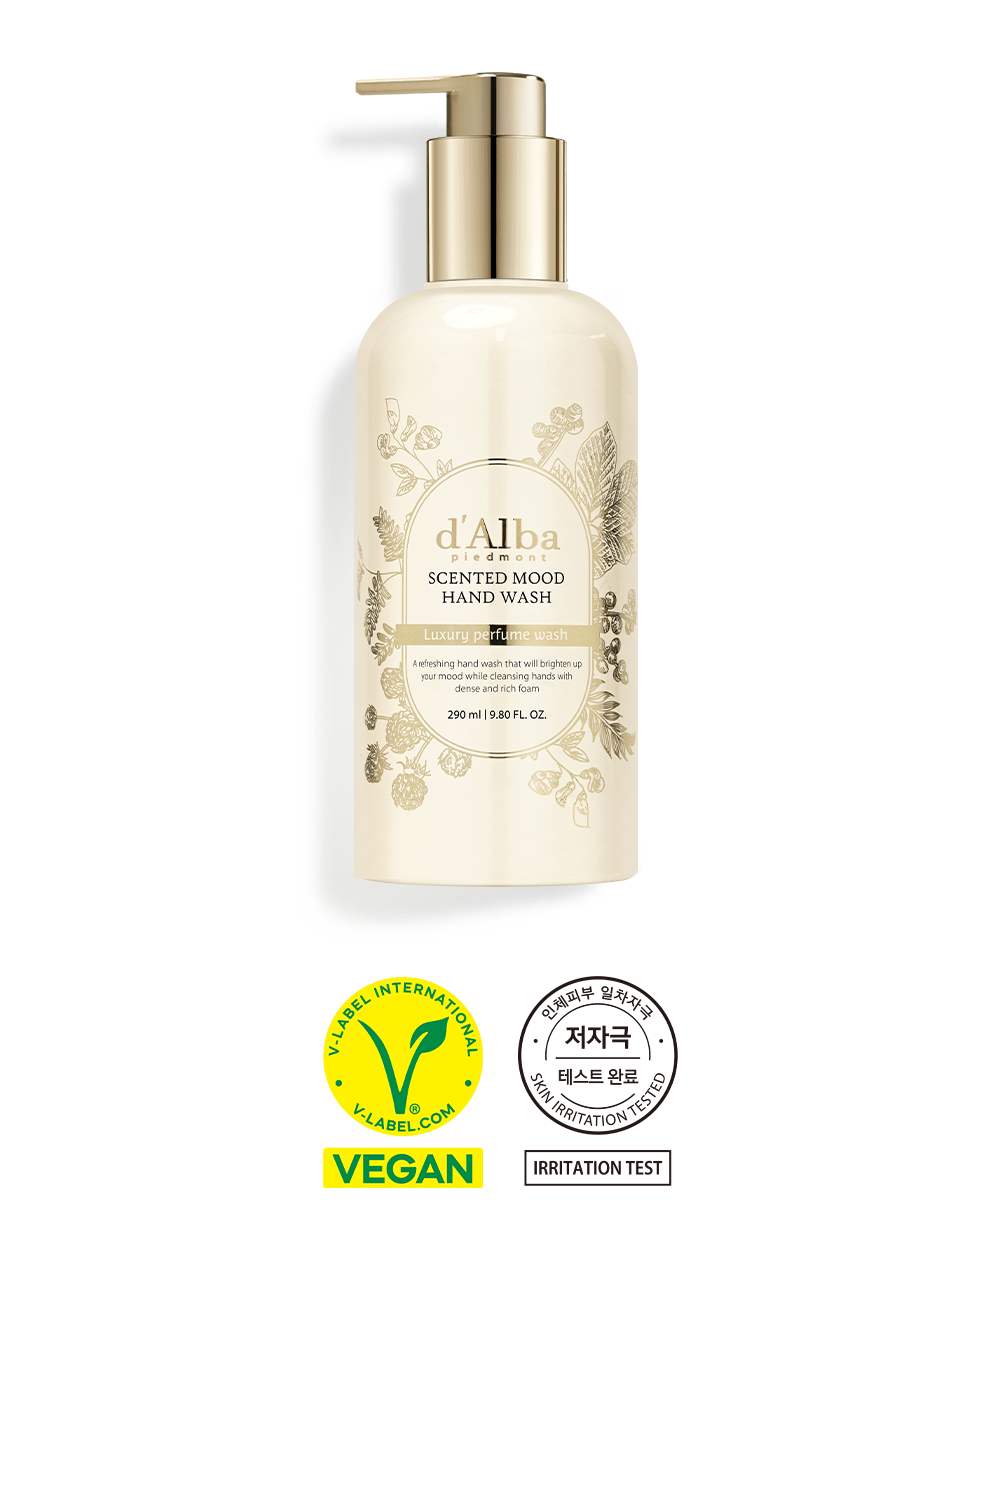 d'Alba
piedmont
SCENTED MOOD
HAND WASH
Luxury perfume wash
A refreshing hand wash that will brighten up
your mood while cleansing hands with
dense and rich foam
290 ml | 9.80 FL. OZ.
V-LABEL INTERNATIONAL
V-LABEL.COM
®
VEGAN
인체피부 일차자극
저자극
테스트 완료
SKIN IRRITATION TESTED
IRRITATION TEST